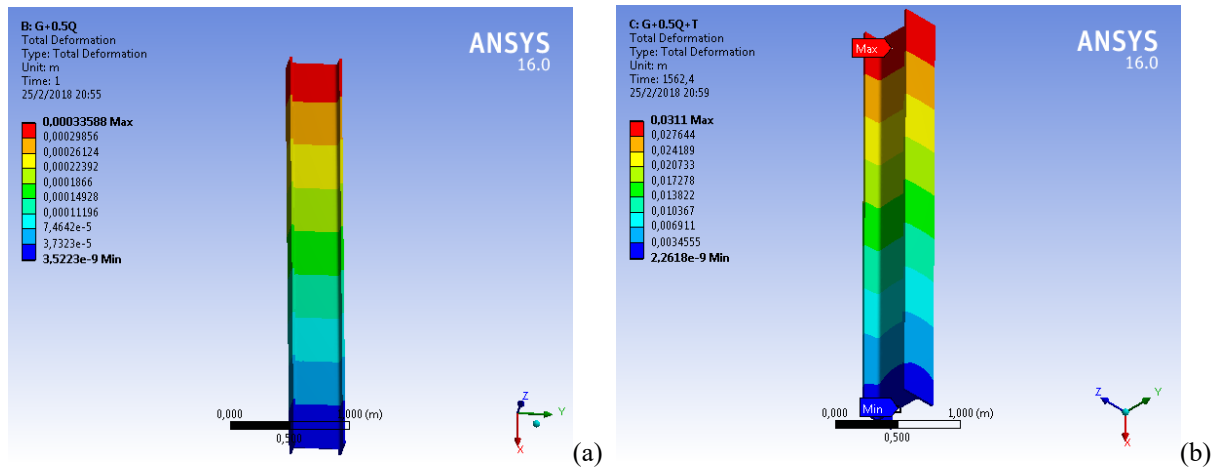 B: G+0.5Q
Total Deformation
Type: Total Deformation
Unit: m
Time: 1
25/2/2018 20:55
0,00033588 Max
0,00029856
0,00026124
0,00022392
0,0001866
0,00014928
0,00011196
7,4642e-5
3,7323e-5
3,5223e-9 Min
ANSYS
16.0
0,000
,000 (m)
0,500
Z
Y
X
(a)
C: G+0.5Q+T
Total Deformation
Type: Total Deformation
Unit: m
Time: 1562,4
25/2/2018 20:59
0,0311 Max
0,027644
0,024189
0,020733
0,017278
0,013822
0,010367
0,006911
0,0034555
2,2618e-9 Min
Max
Min
ANSYS
16.0
0,000
1,000 (m)
0,500
Z
Y
X
(b)